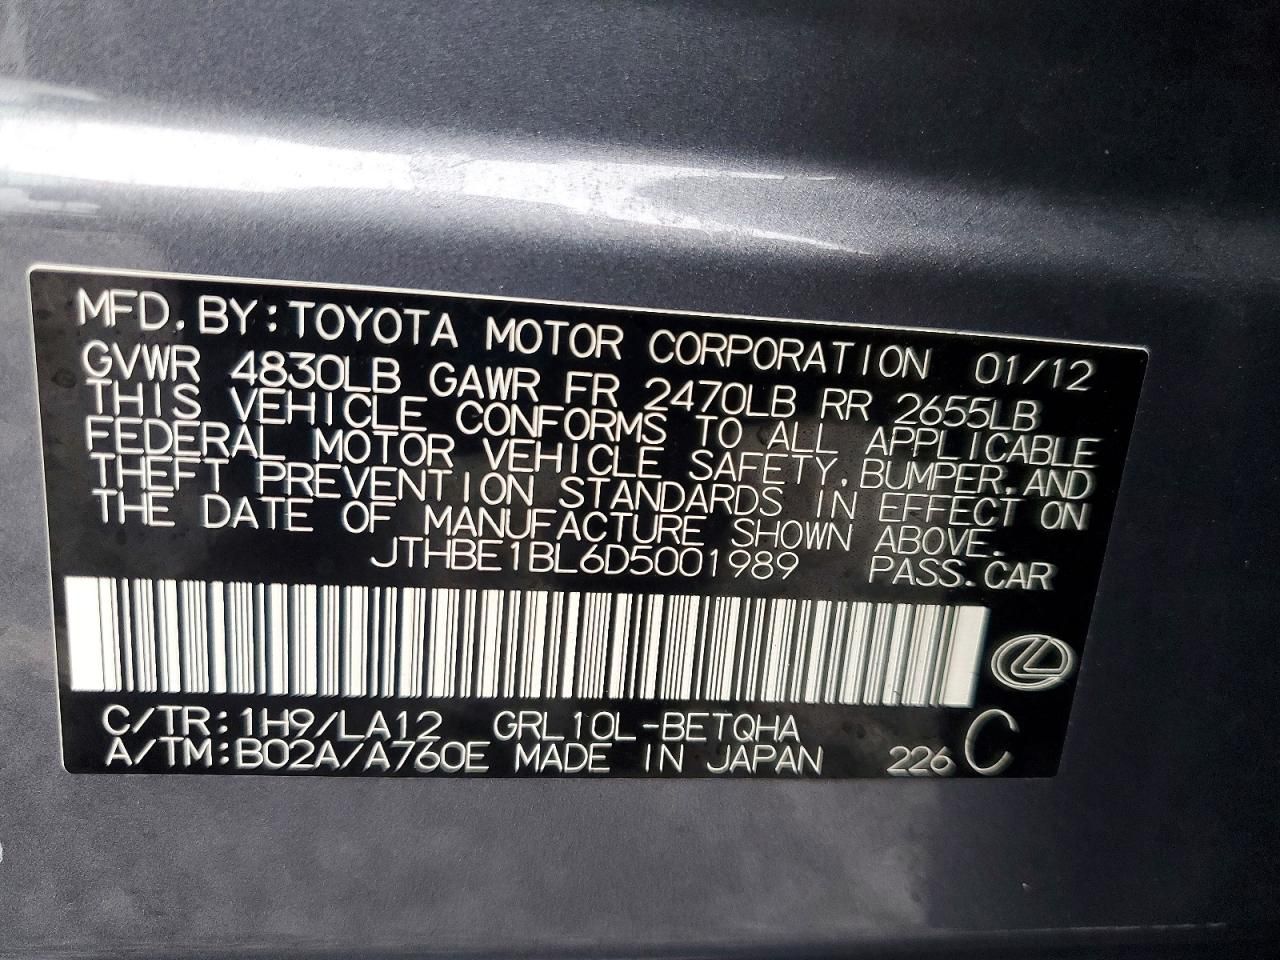 MFD. BY: TOYOTA MOTOR CORPORATION 01/12
GVWR 4830LB GAWR FR 2470LB RR 2655LB
THIS VEHICLE CONFORMS TO ALL APPLICABLE
FEDERAL MOTOR VEHICLE SAFETY, BUMPER, AND
THEFT PREVENTION STANDARDS IN EFFECT ON
THE DATE OF MANUFACTURE SHOWN ABOVE.
JTHBE1BL6D5001989 PASS. CAR
C/TR: 1H9/LA12 GRL10L-BETQHA
A/TM: B02A/A760E MADE IN JAPAN 226 C